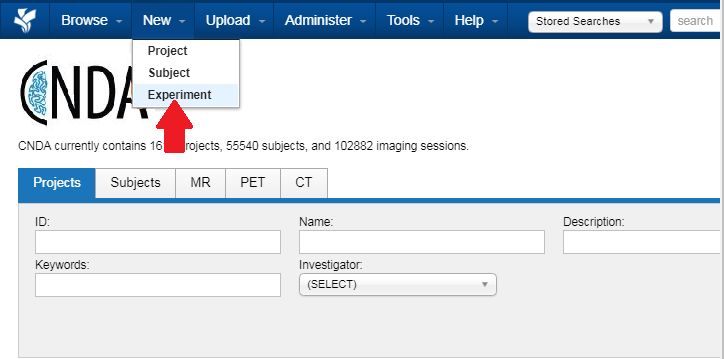 Browse New Upload Administer Tools Help Stored Searches search
Project
Subject
Experiment
CNDA
CNDA currently contains 16 projects, 55540 subjects, and 102882 imaging sessions.
Projects Subjects MR PET CT
ID: Name: Description:
Keywords: Investigator:
(SELECT)